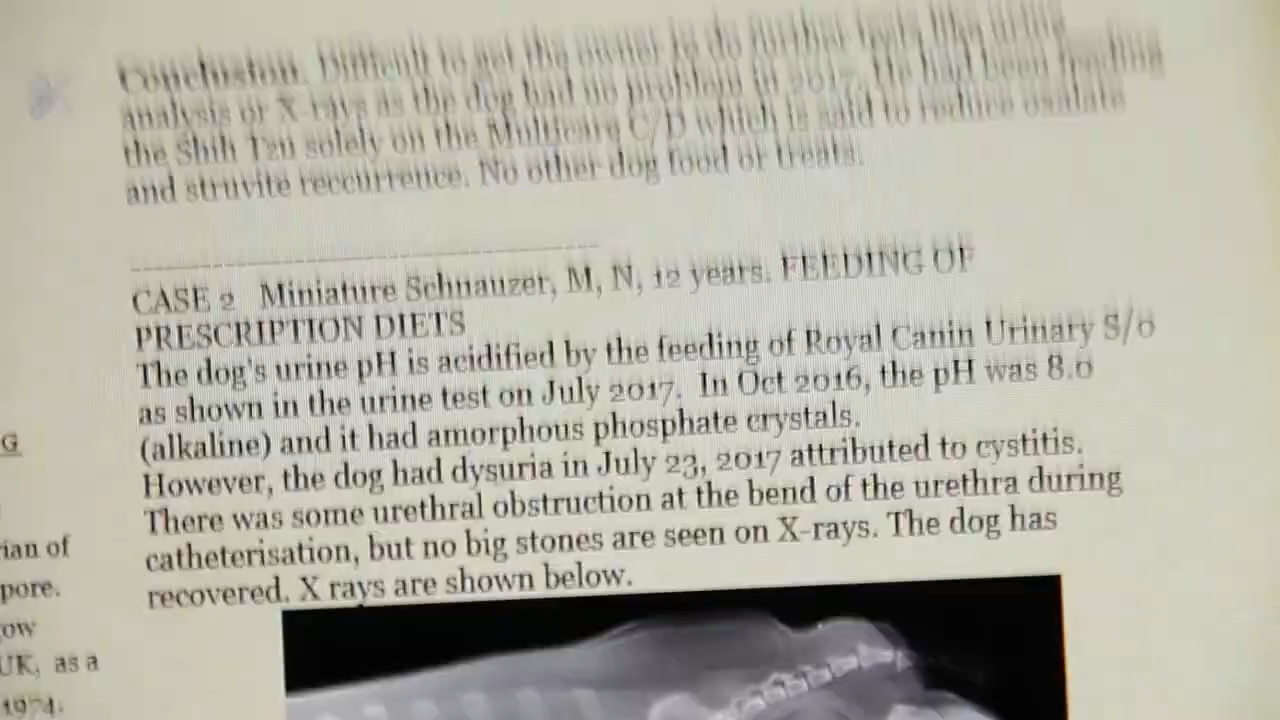 Conclusion. Difficult to get the owner to do further tests like urine
analysis or X-rays as the dog had no problem in 2017. He had been feeding
the Shih Tzu solely on the Multicare C/D which is said to reduce oxalate
and struvite reccurrence. No other dog food or treats.
CASE 2 Miniature Schnauzer, M, N, 12 years. FEEDING OF
PRESCRIPTION DIETS
The dog's urine pH is acidified by the feeding of Royal Canin Urinary S/0
as shown in the urine test on July 2017. In Oct 2016, the pH was 8.0
(alkaline) and it had amorphous phosphate crystals.
However, the dog had dysuria in July 23, 2017 attributed to cystitis.
There was some urethral obstruction at the bend of the urethra during
catheterisation, but no big stones are seen on X-rays. The dog has
recovered. X rays are shown below.
G
rian of
pore.
ow
UK, as a
1974.